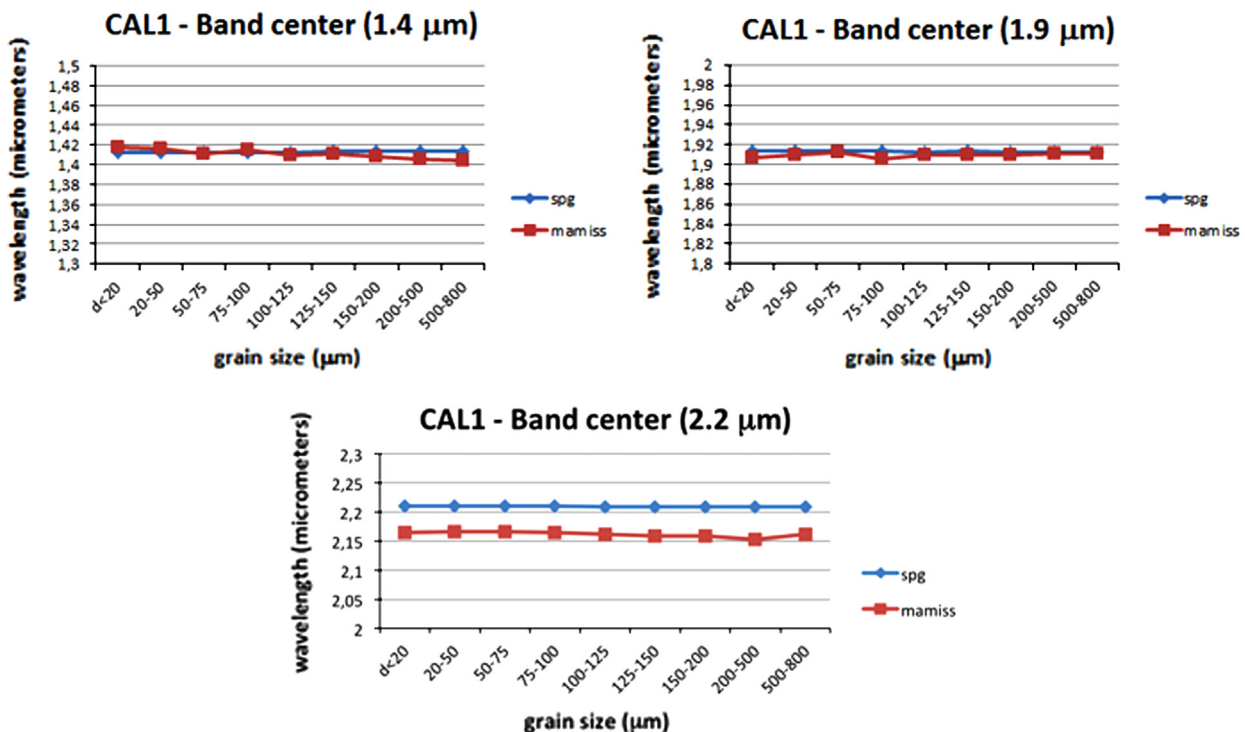 CAL1 - Band center (1.4 μm)
wavelength (micrometers)
1,5
1,48
1,46
1,44
1,42
1,4
1,38
1,36
1,34
1,32
1,3
d<20
20-50
50-75
75-100
100-125
125-150
150-200
200-500
500-800
grain size (μm)
spg
mamiss
CAL1 - Band center (1.9 μm)
wavelength (micrometers)
2
1,98
1,96
1,94
1,92
1,9
1,88
1,86
1,84
1,82
1,8
d<20
20-50
50-75
75-100
100-125
125-150
150-200
200-500
500-800
grain size (μm)
spg
mamiss
CAL1 - Band center (2.2 μm)
wavelength (micrometers)
2,3
2,25
2,2
2,15
2,1
2,05
2
d<20
20-50
50-75
75-100
100-125
125-150
150-200
200-500
500-800
grain size (μm)
spg
mamiss